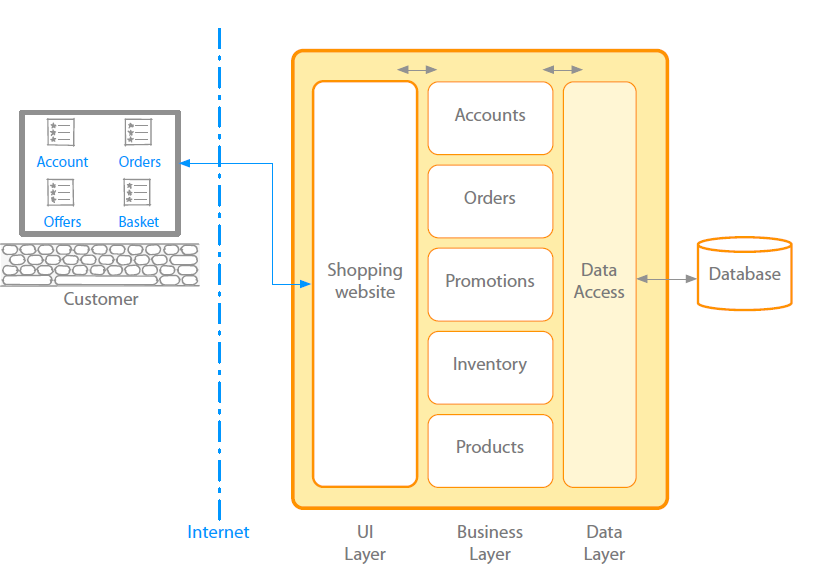 Account
Orders
Offers
Basket
Customer
Internet
Shopping
website
Accounts
Orders
Promotions
Inventory
Products
Data
Access
Database
UI
Layer
Business
Layer
Data
Layer